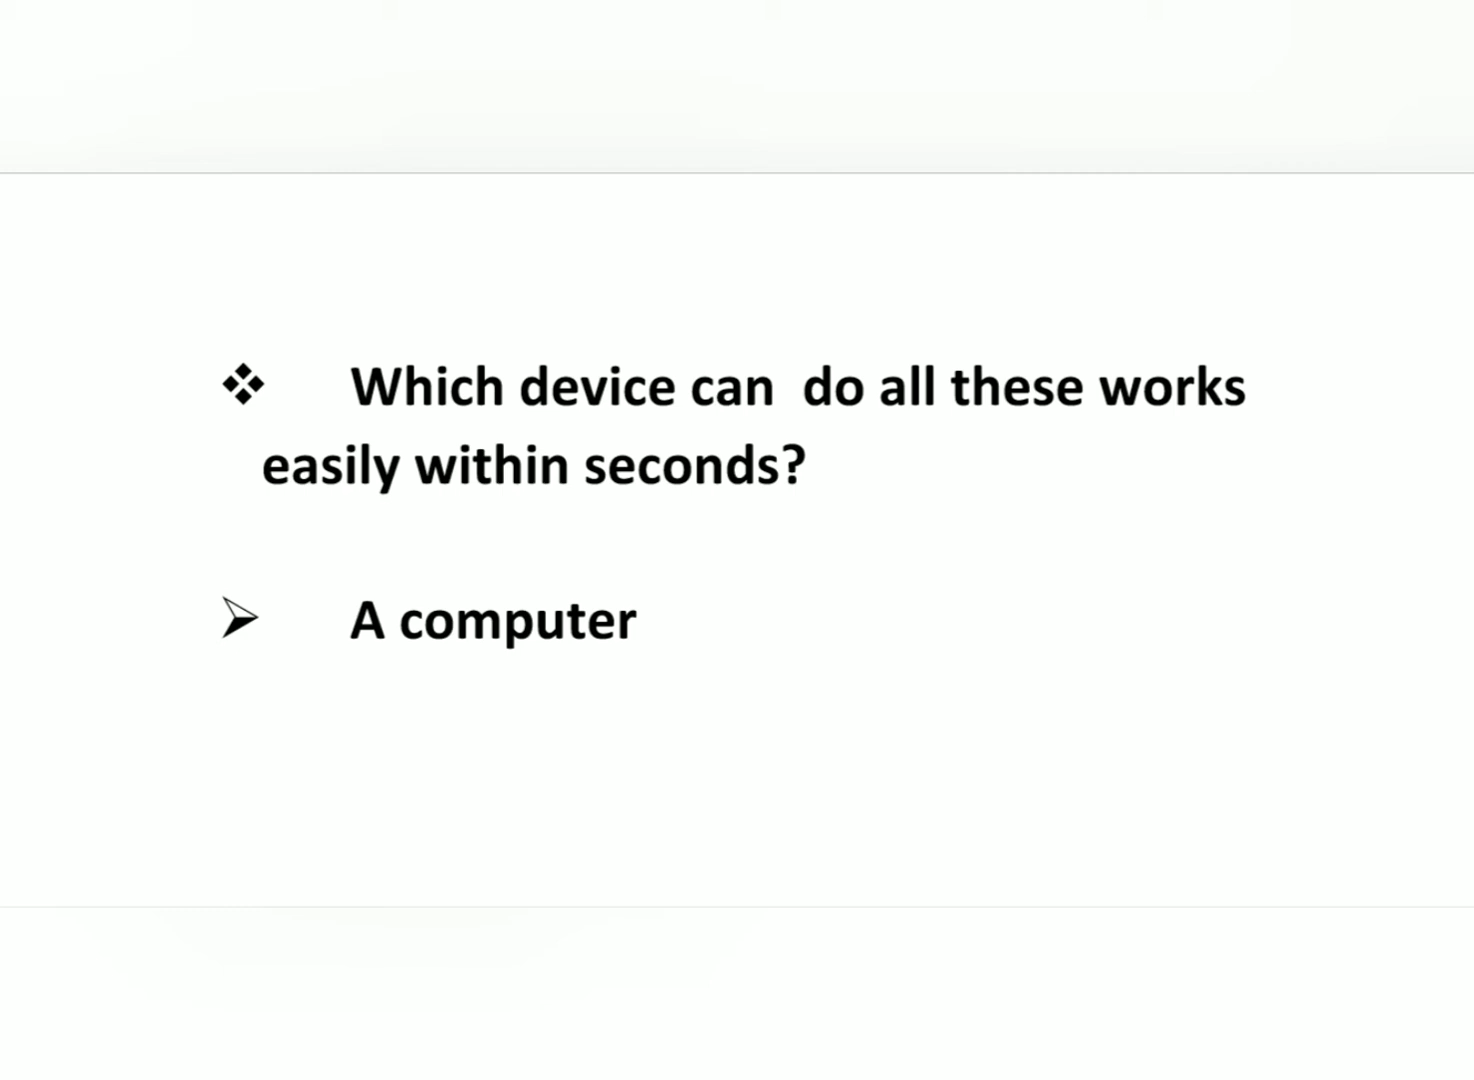 ❖ Which device can  do all these works
easily within seconds?
➢ A computer